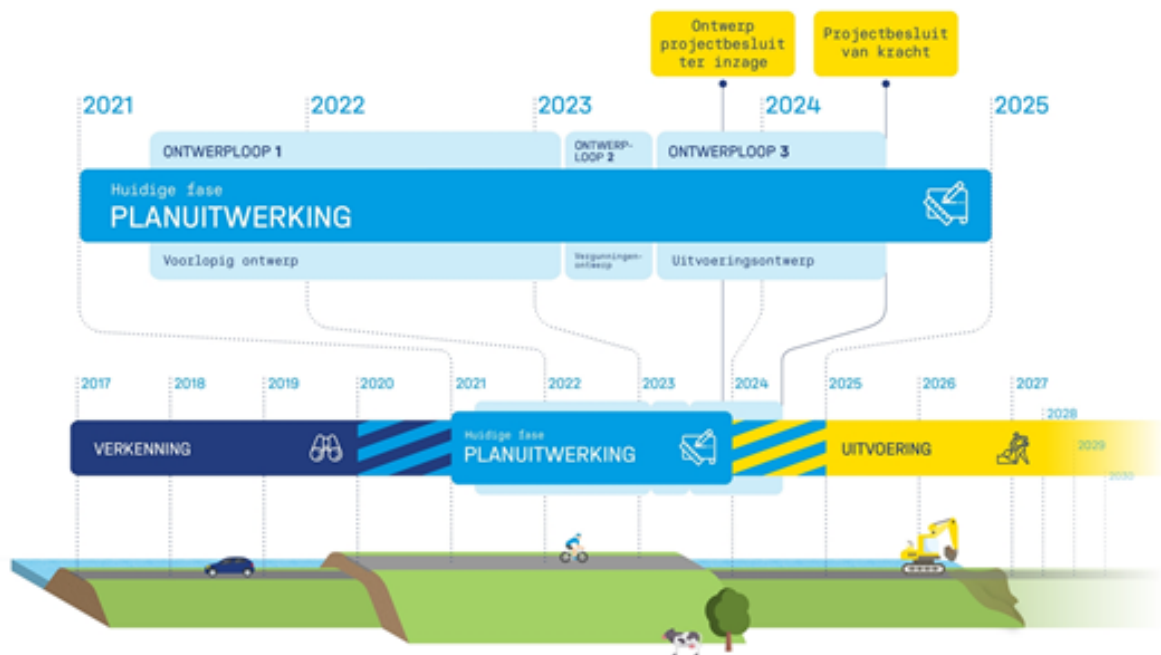 Ontwerp
projectbesluit
ter inzage
Projectbesluit
van kracht
2021
2022
2023
2024
2025
ONTWERPLOOP 1
ONTWERP-
LOOP 2
ONTWERPLOOP 3
Huidige fase
PLANUITWERKING
Voorlopig ontwerp
Vergunningen-
ontwerp
Uitvoeringsontwerp
2017
2018
2019
2020
2021
2022
2023
2024
2025
2026
2027
2028
2029
2030
VERKENNING
Huidige fase
PLANUITWERKING
UITVOERING